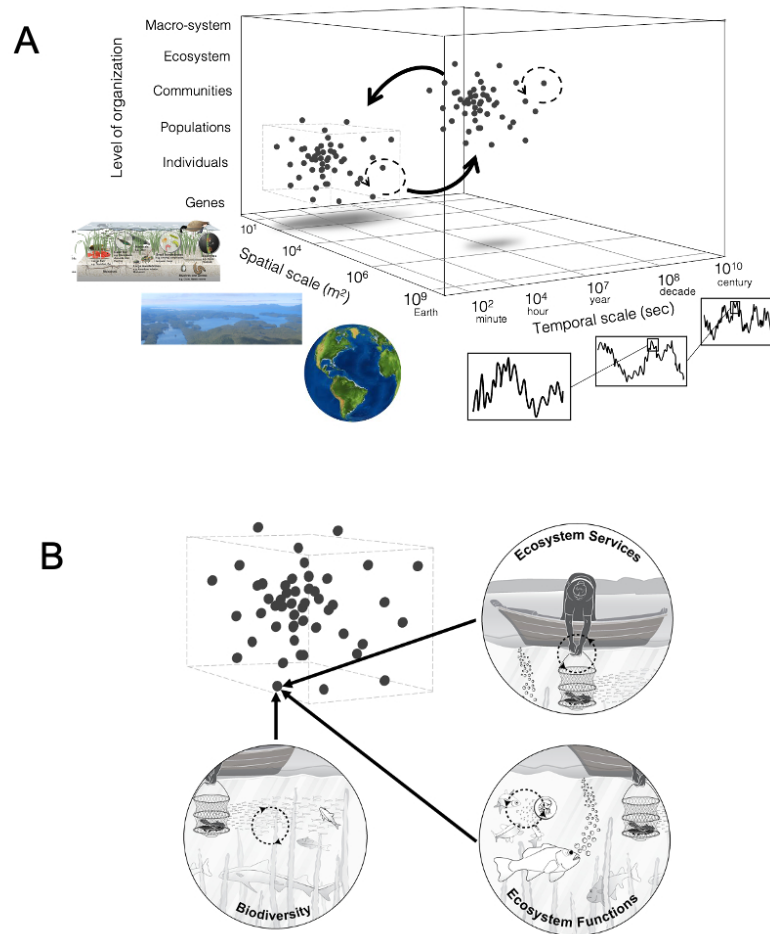 A
Macro-system
Ecosystem
Communities
Populations
Individuals
Genes
Level of organization
10¹
10⁴
10⁶
10⁹
Earth
Spatial scale (m²)
10²
minute
10⁴
hour
10⁷
year
10⁸
decade
10¹⁰
century
Temporal scale (sec)
B
Ecosystem Services
Biodiversity
Ecosystem Functions